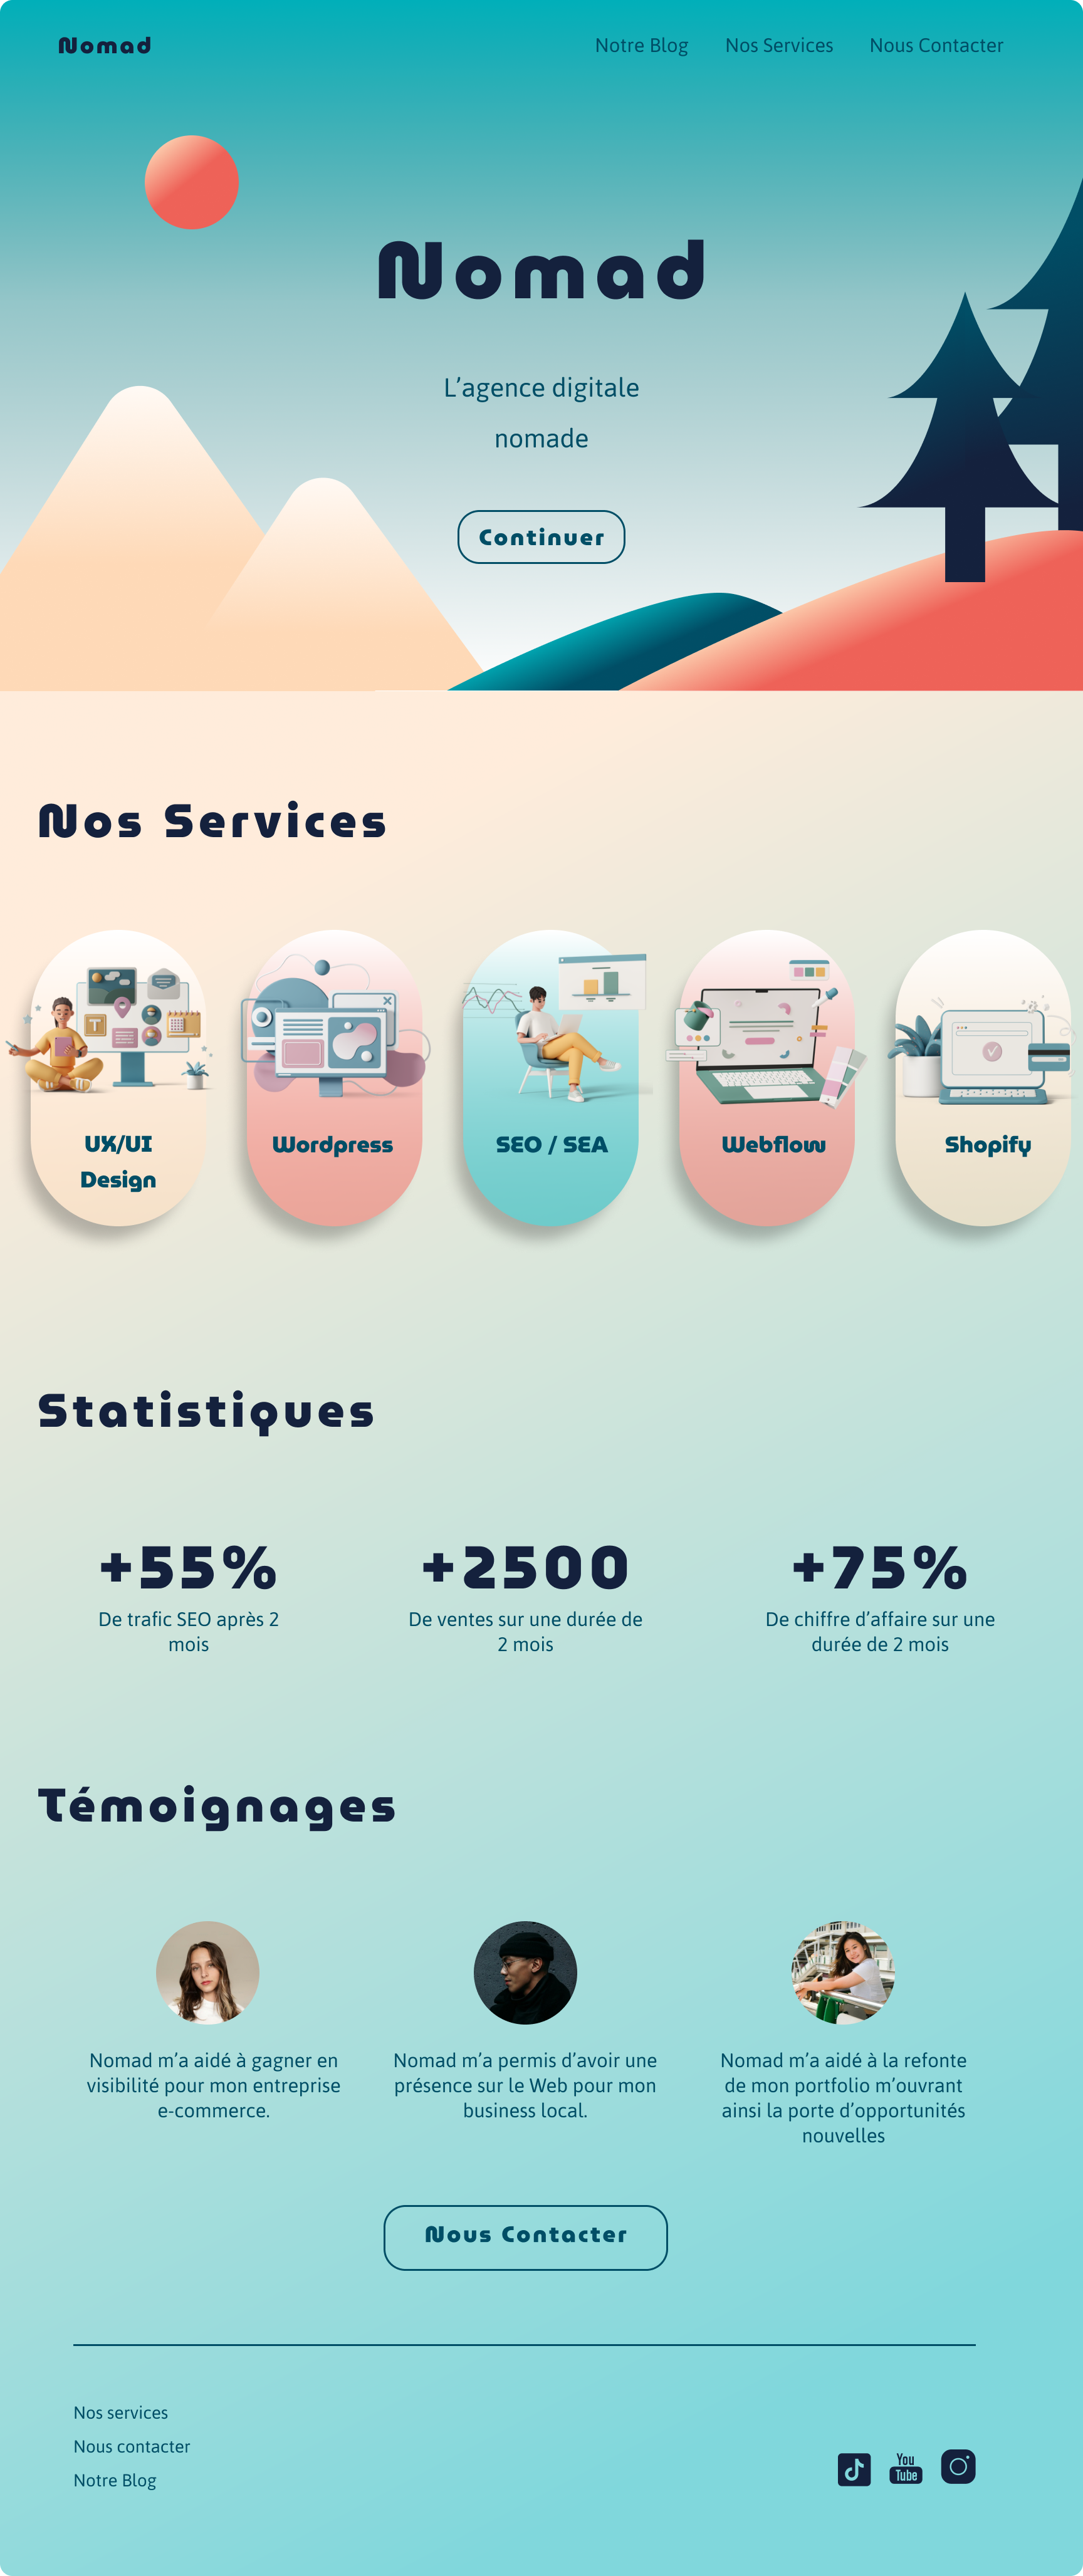 Nomad
Notre Blog
Nos Services
Nous Contacter
Nomad
L’agence digitale
nomade
Continuer
Nos Services
T
UX/UI
Design
Wordpress
SEO / SEA
Webflow
Shopify
Statistiques
+55%
De trafic SEO après 2
mois
+2500
De ventes sur une durée de
2 mois
+75%
De chiffre d’affaire sur une
durée de 2 mois
Témoignages
Nomad m’a aidé à gagner en
visibilité pour mon entreprise
e-commerce.
Nomad m’a permis d’avoir une
présence sur le Web pour mon
business local.
Nomad m’a aidé à la refonte
de mon portfolio m’ouvrant
ainsi la porte d’opportunités
nouvelles
Nous Contacter
Nos services
Nous contacter
Notre Blog
You
Tube